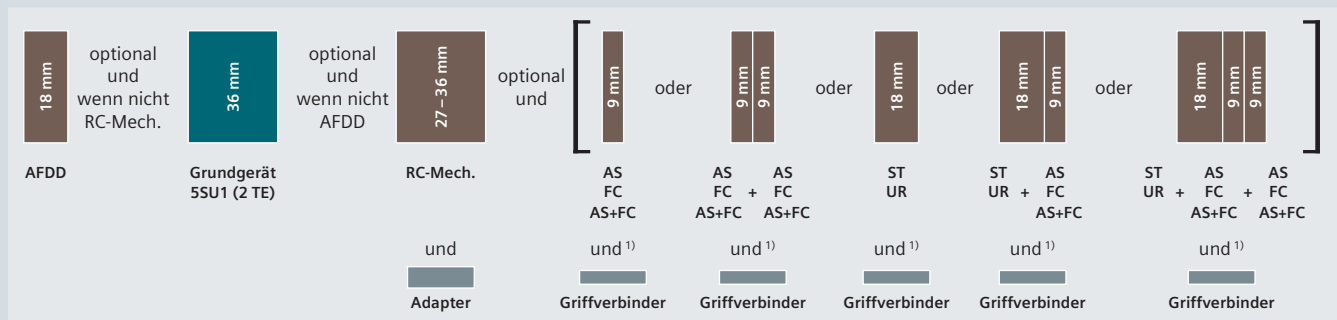 18 mm
optional
und
wenn nicht
RC-Mech.
36 mm
optional
und
wenn nicht
AFDD
27 – 36 mm
optional
und
9 mm
oder
9 mm
9 mm
oder
18 mm
oder
18 mm
9 mm
oder
18 mm
9 mm
9 mm
AFDD
Grundgerät
5SU1 (2 TE)
RC-Mech.
AS
FC
AS+FC
AS AS
FC + FC
AS+FC AS+FC
ST
UR
ST AS
UR + FC
AS+FC
ST AS AS
UR + FC + FC
AS+FC AS+FC
und
Adapter
und 1)
Griffverbinder
und 1)
Griffverbinder
und 1)
Griffverbinder
und 1)
Griffverbinder
und 1)
Griffverbinder